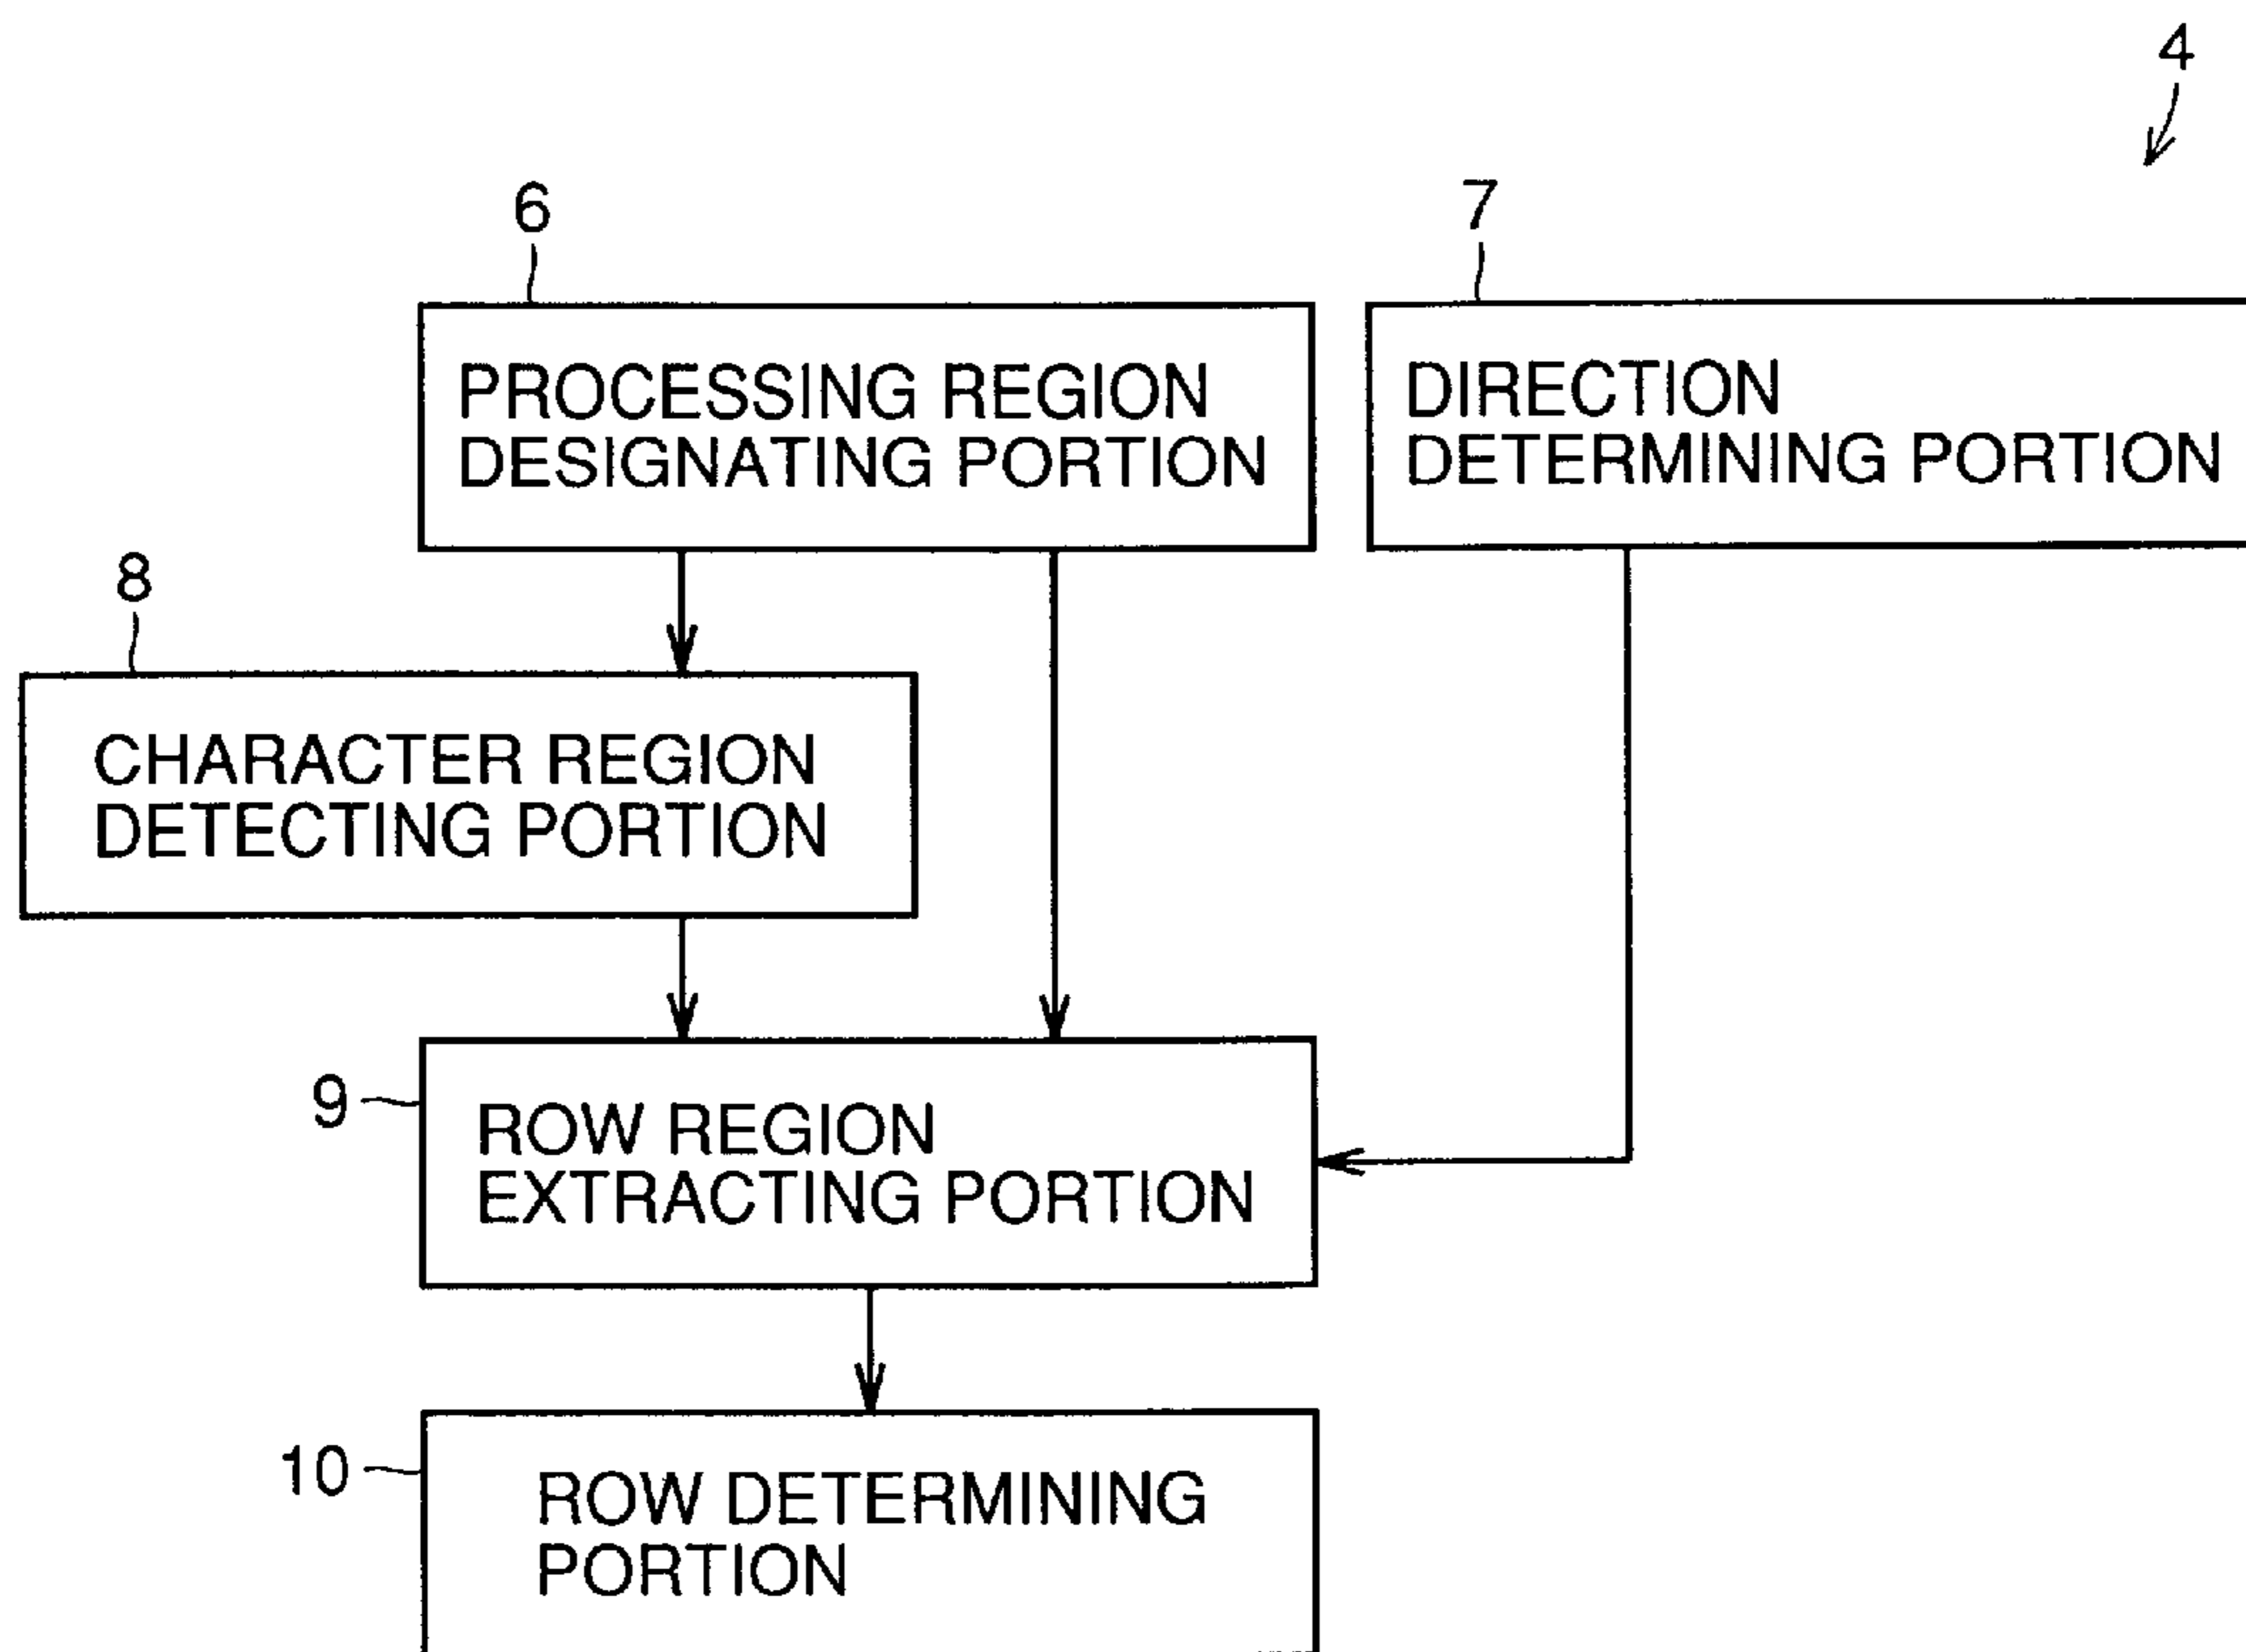 4
6
7
PROCESSING REGION
DESIGNATING PORTION
DIRECTION
DETERMINING PORTION
8
CHARACTER REGION
DETECTING PORTION
9
ROW REGION
EXTRACTING PORTION
10
ROW DETERMINING
PORTION